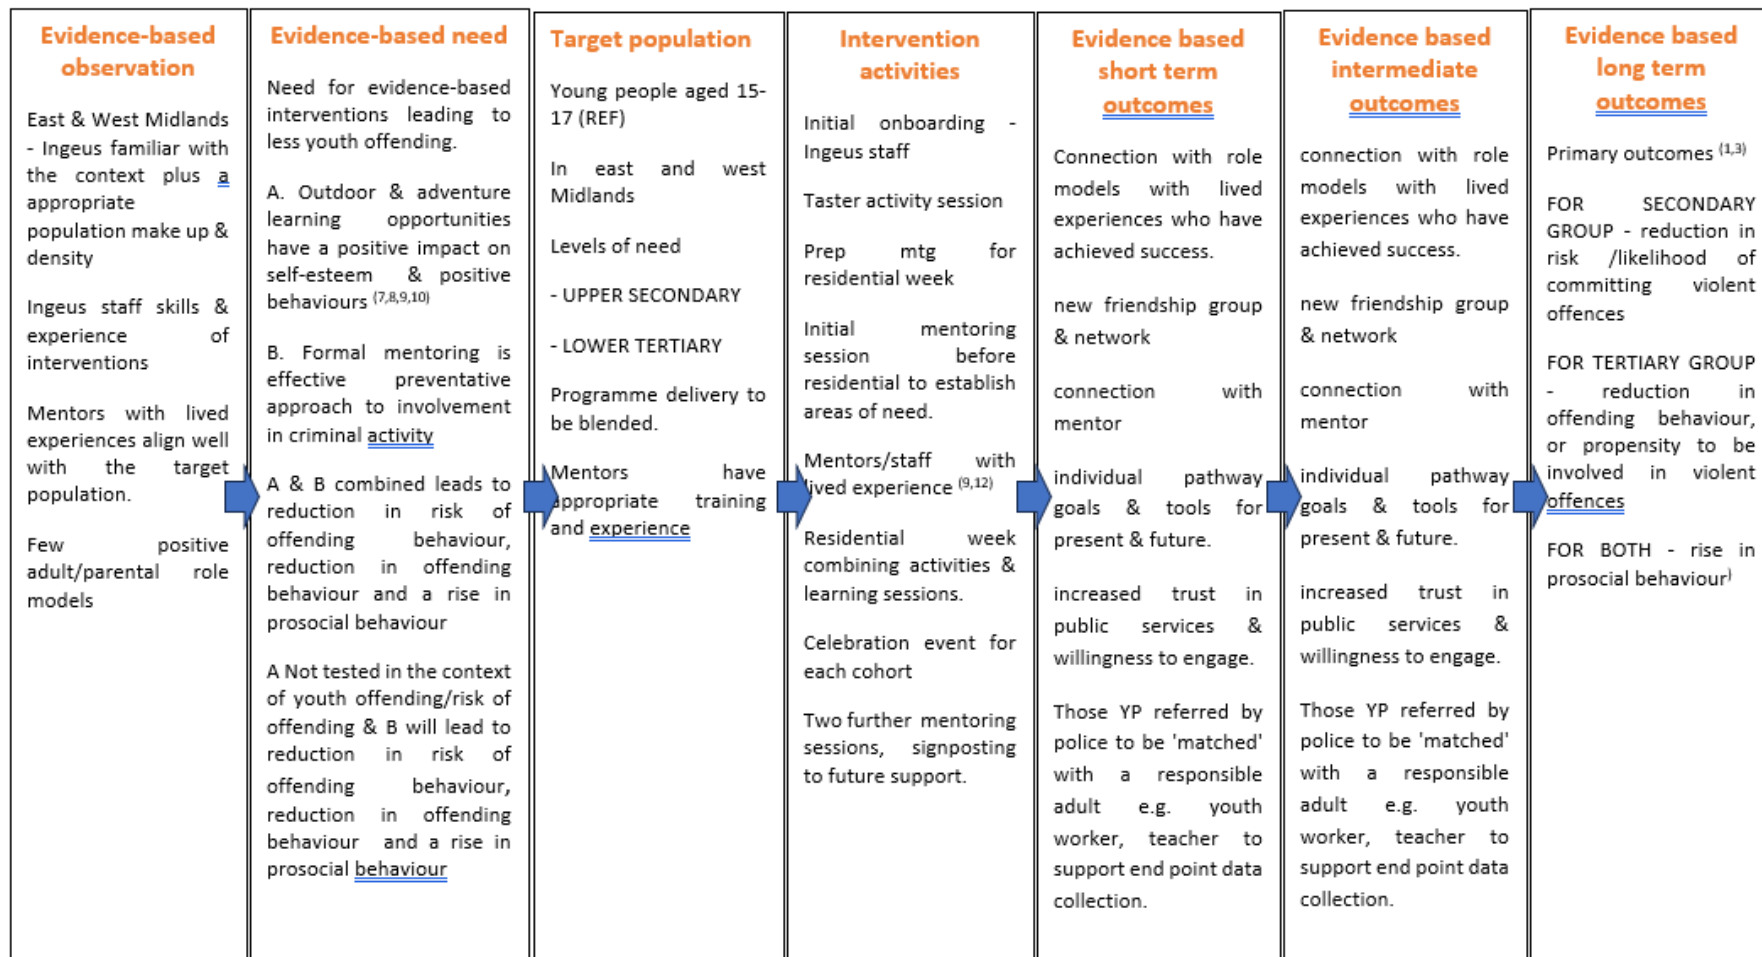 Evidence-based
observation
East & West Midlands
- Ingeus familiar with
the context plus a
appropriate
population make up &
density
Ingeus staff skills &
experience of
interventions
Mentors with lived
experiences align well
with the target
population.
Few positive
adult/parental role
models
Evidence-based need
Need for evidence-based
interventions leading to
less youth offending.
A. Outdoor & adventure
learning opportunities
have a positive impact on
self-esteem & positive
behaviours (7,8,9,10)
B. Formal mentoring is
effective preventative
approach to involvement
in criminal activity
A & B combined leads to
reduction in risk of
offending behaviour,
reduction in offending
behaviour and a rise in
prosocial behaviour
A Not tested in the context
of youth offending/risk of
offending & B will lead to
reduction in risk of
offending behaviour,
reduction in offending
behaviour and a rise in
prosocial behaviour
Target population
Young people aged 15-
17 (REF)
In east and west
Midlands
Levels of need
- UPPER SECONDARY
- LOWER TERTIARY
Programme delivery to
be blended.
Mentors have
appropriate training
and experience
Intervention
activities
Initial onboarding -
Ingeus staff
Taster activity session
Prep mtg for
residential week
Initial mentoring
session before
residential to establish
areas of need.
Mentors/staff with
lived experience (9,12)
Residential week
combining activities &
learning sessions.
Celebration event for
each cohort
Two further mentoring
sessions, signposting
to future support.
Evidence based
short term
outcomes
Connection with role
models with lived
experiences who have
achieved success.
new friendship group
& network
connection with
mentor
individual pathway
goals & tools for
present & future.
increased trust in
public services &
willingness to engage.
Those YP referred by
police to be 'matched'
with a responsible
adult e.g. youth
worker, teacher to
support end point data
collection.
Evidence based
intermediate
outcomes
connection with role
models with lived
experiences who have
achieved success.
new friendship group
& network
connection with
mentor
individual pathway
goals & tools for
present & future.
increased trust in
public services &
willingness to engage.
Those YP referred by
police to be 'matched'
with a responsible
adult e.g. youth
worker, teacher to
support end point data
collection.
Evidence based
long term
outcomes
Primary outcomes (1,3)
FOR SECONDARY
GROUP - reduction in
risk /likelihood of
committing violent
offences
FOR TERTIARY GROUP
- reduction in
offending behaviour,
or propensity to be
involved in violent
offences
FOR BOTH - rise in
prosocial behaviour)